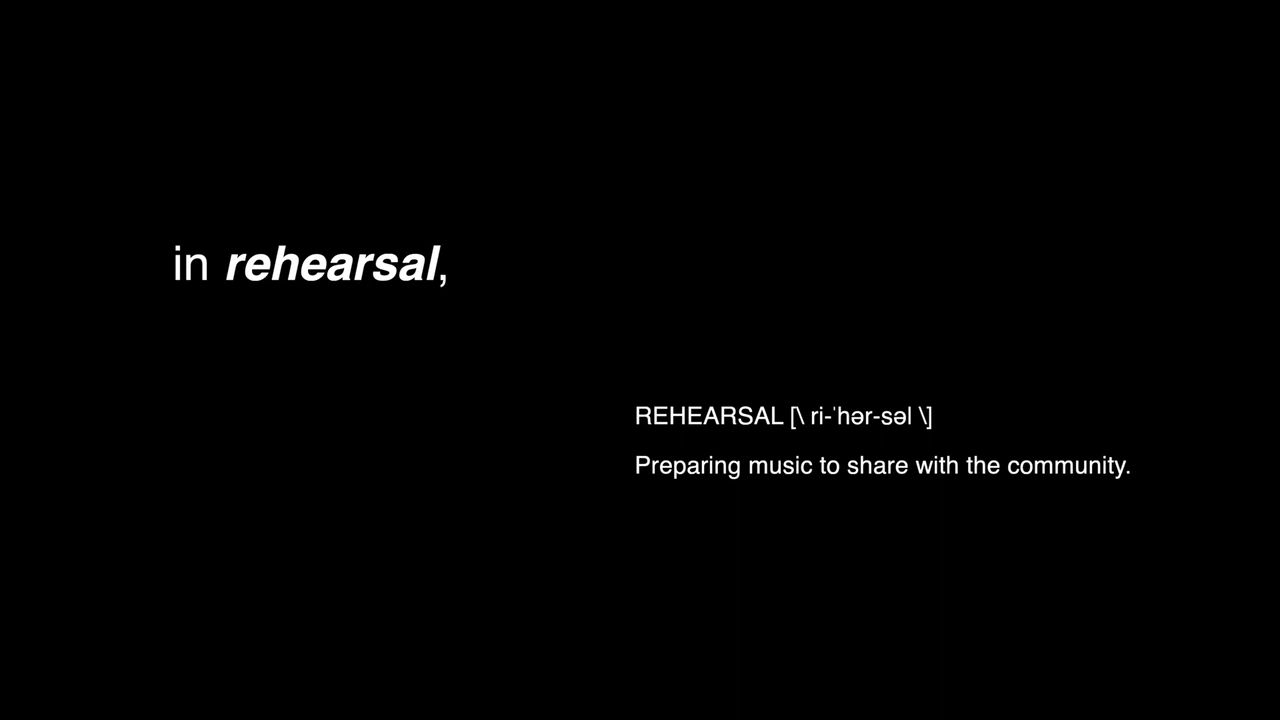 in rehearsal,
REHEARSAL [\ ri-ˈhər-səl \]
Preparing music to share with the community.